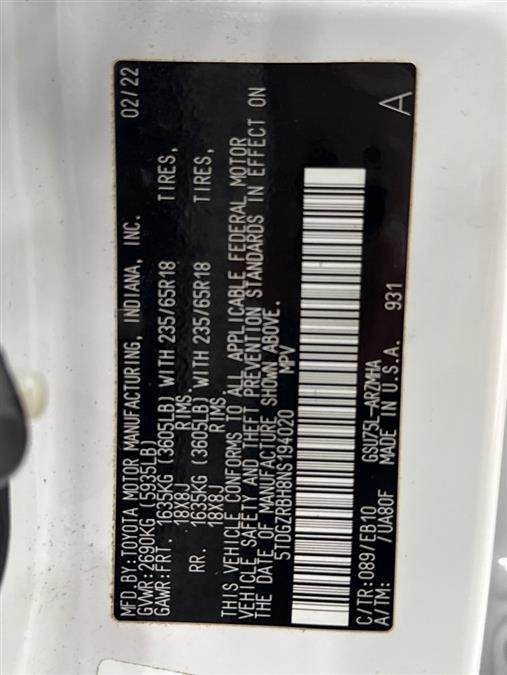 MFD.BY:TOYOTA MOTOR MANUFACTURING, INDIANA, INC. 02/22
GVWR:2690KG (5935LB)
GAWR:FRT. 1635KG (3605LB) WITH 235/65R18 TIRES,
18X8J RIMS.
RR. 1635KG (3605LB) WITH 235/65R18 TIRES,
18X8J RIMS.
THIS VEHICLE CONFORMS TO ALL APPLICABLE FEDERAL MOTOR
VEHICLE SAFETY AND THEFT PREVENTION STANDARDS IN EFFECT ON
THE DATE OF MANUFACTURE SHOWN ABOVE.
5TDGZRBH8NS194020 MPV
C/TR:089/EB10 GSU75L-ARZMHA 931
A/TM: /UA80F MADE IN U.S.A. A